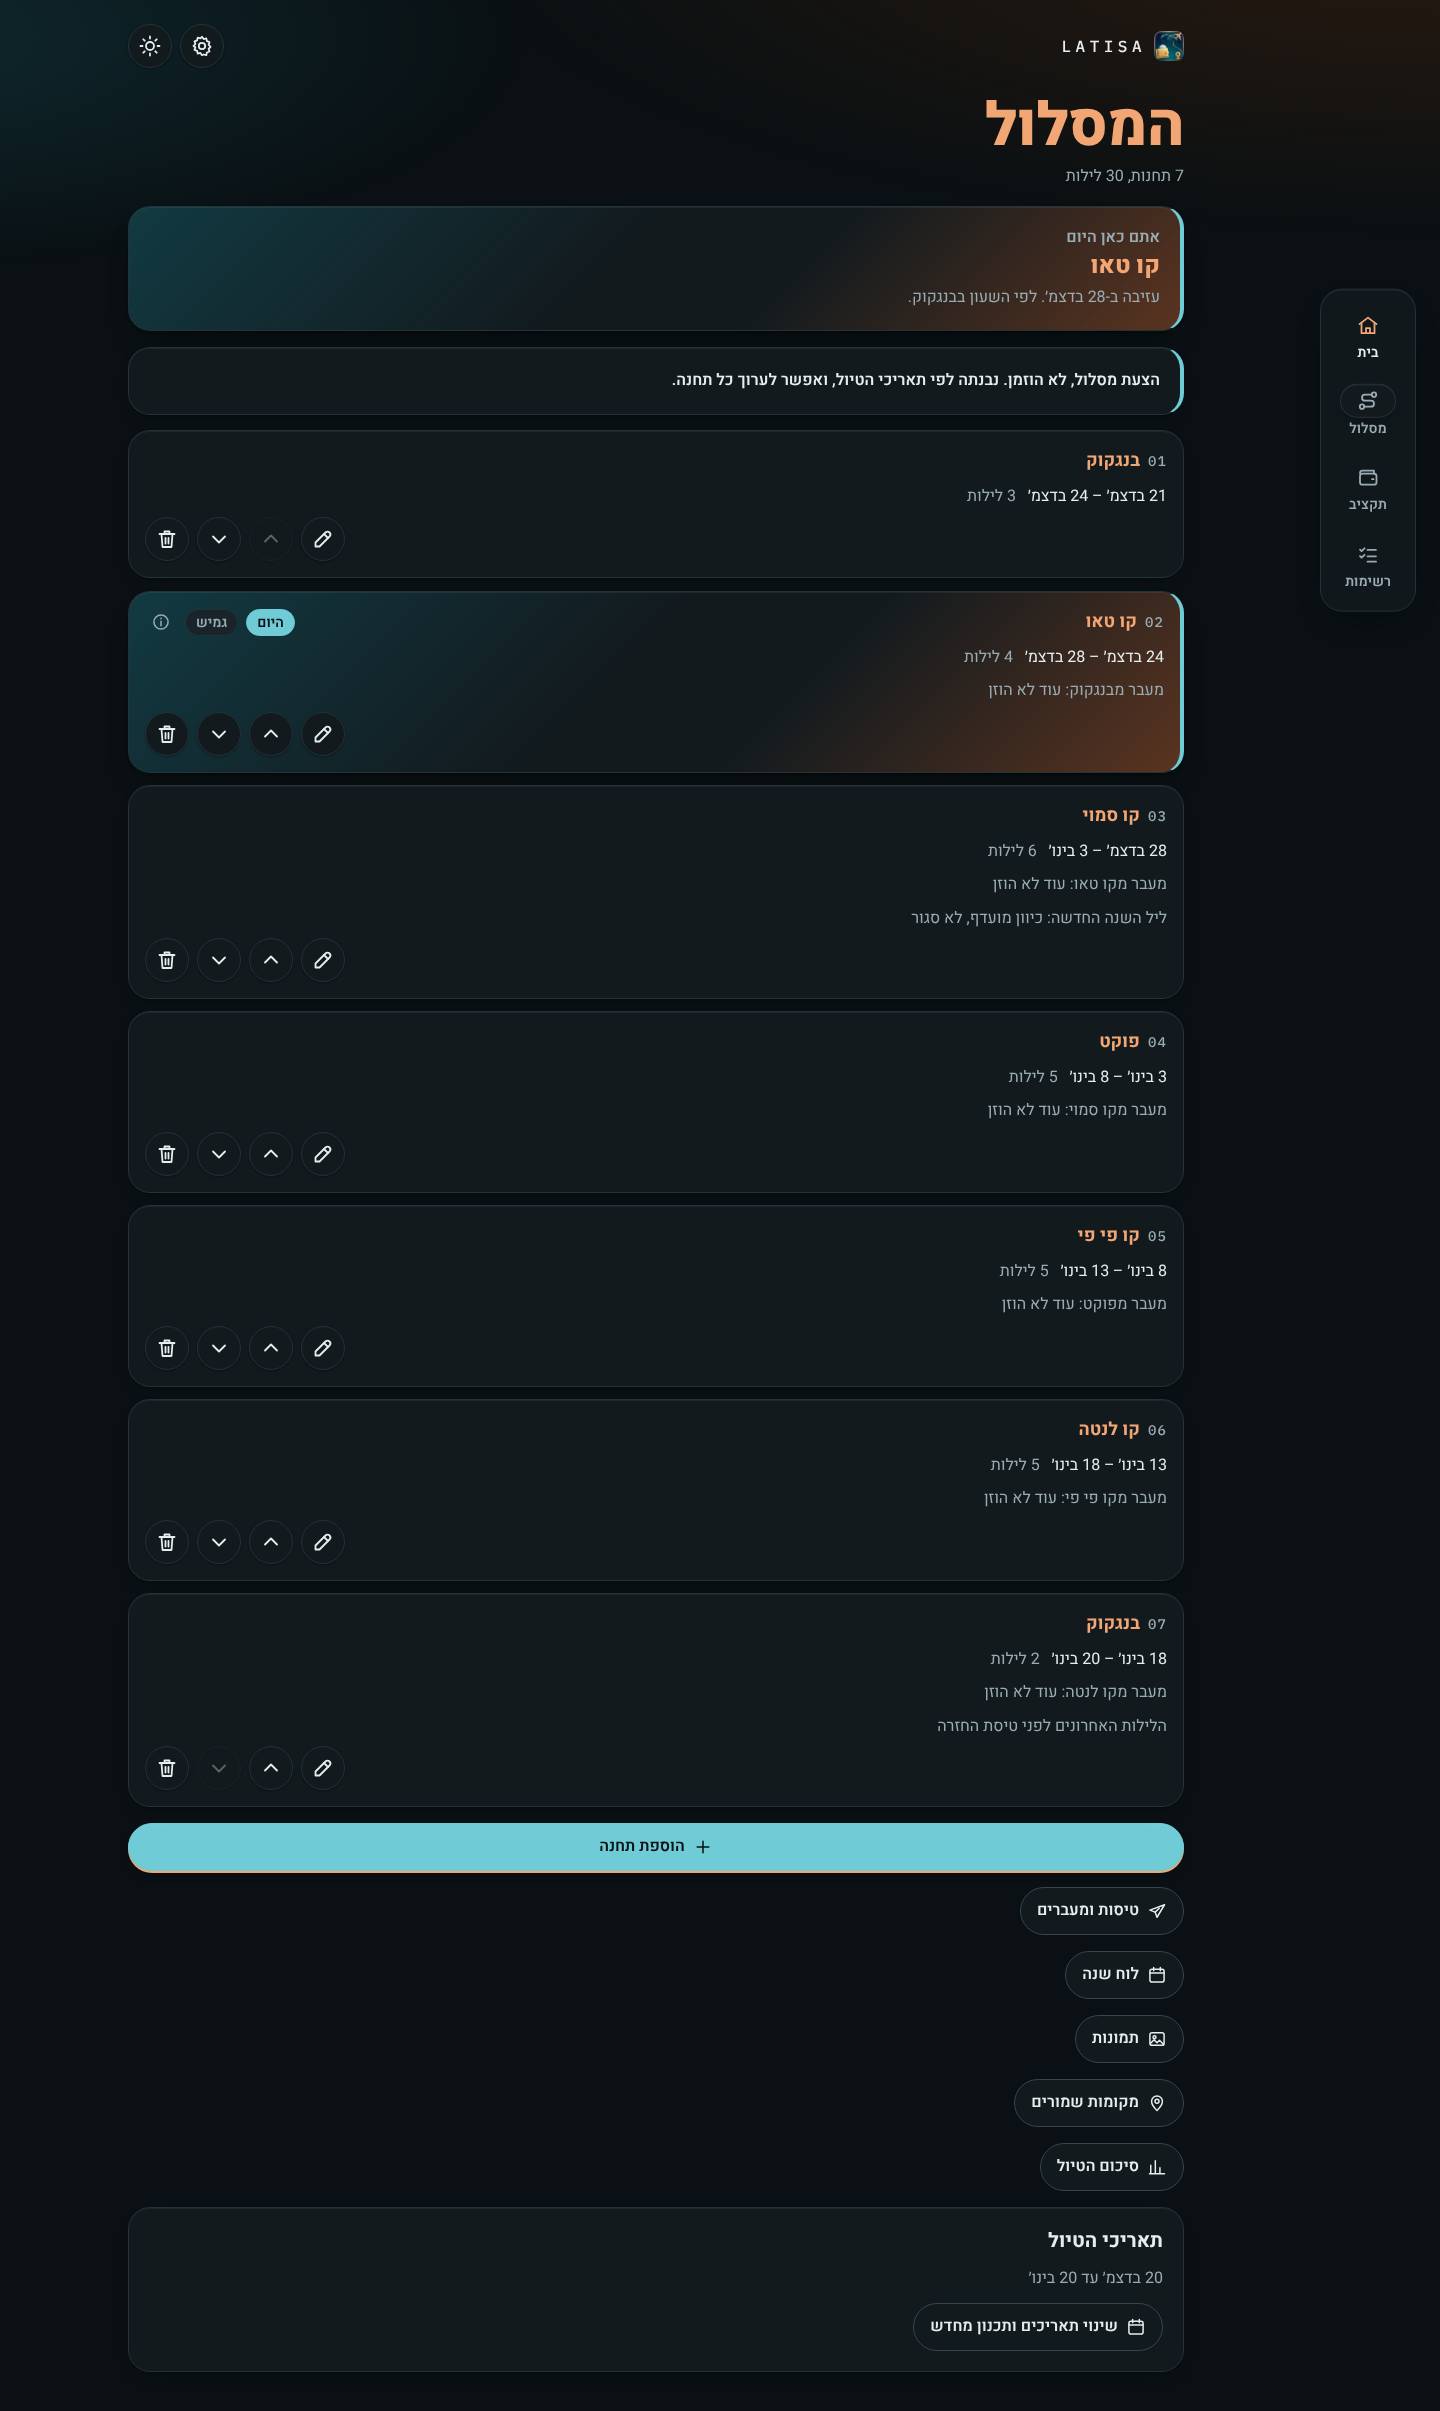 LATISA
המסלול
7 תחנות, 30 לילות
אתם כאן היום
קו טאו
עזיבה ב-28 בדצמ׳. לפי השעון בבנגקוק.
הצעת מסלול, לא הוזמן. נבנתה לפי תאריכי הטיול, ואפשר לערוך כל תחנה.
בית
מסלול
תקציב
רשימות
01 בנגקוק
21 בדצמ׳ – 24 בדצמ׳ 3 לילות
02 קו טאו היום גמיש
24 בדצמ׳ – 28 בדצמ׳ 4 לילות
מעבר מבנגקוק: עוד לא הוזן
03 קו סמוי
28 בדצמ׳ – 3 בינו׳ 6 לילות
מעבר מקו טאו: עוד לא הוזן
ליל השנה החדשה: כיוון מועדף, לא סגור
04 פוקט
3 בינו׳ – 8 בינו׳ 5 לילות
מעבר מקו סמוי: עוד לא הוזן
05 קו פי פי
8 בינו׳ – 13 בינו׳ 5 לילות
מעבר מפוקט: עוד לא הוזן
06 קו לנטה
13 בינו׳ – 18 בינו׳ 5 לילות
מעבר מקו פי פי: עוד לא הוזן
07 בנגקוק
18 בינו׳ – 20 בינו׳ 2 לילות
מעבר מקו לנטה: עוד לא הוזן
הלילות האחרונים לפני טיסת החזרה
הוספת תחנה
טיסות ומעברים
לוח שנה
תמונות
מקומות שמורים
סיכום הטיול
תאריכי הטיול
20 בדצמ׳ עד 20 בינו׳
שינוי תאריכים ותכנון מחדש